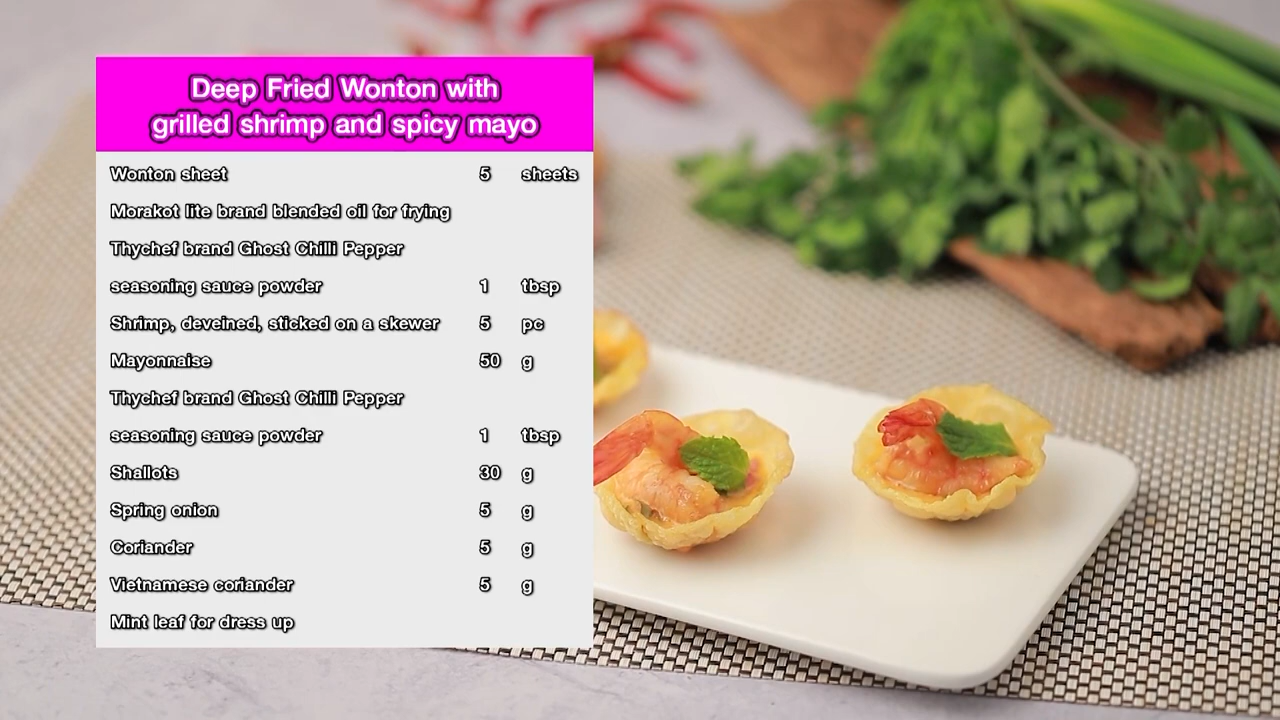 Deep Fried Wonton with
grilled shrimp and spicy mayo
Wonton sheet 5 sheets
Morakot lite brand blended oil for frying
Thychef brand Ghost Chilli Pepper
seasoning sauce powder 1 tbsp
Shrimp, deveined, sticked on a skewer 5 pc
Mayonnaise 50 g
Thychef brand Ghost Chilli Pepper
seasoning sauce powder 1 tbsp
Shallots 30 g
Spring onion 5 g
Coriander 5 g
Vietnamese coriander 5 g
Mint leaf for dress up